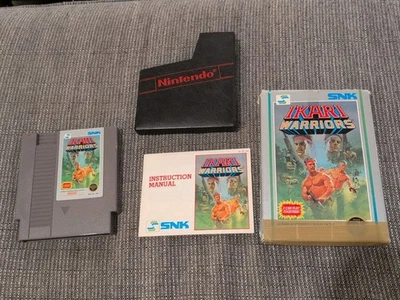 Nintendo
SNK
IKARI
WARRIORS
SNK
IKARI
WARRIORS
INSTRUCTION
MANUAL
IKARI
WARRIORS
SNK